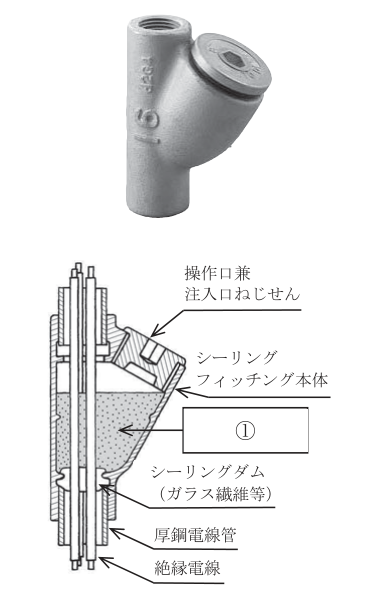 16
操作口兼
注入口ねじせん
シーリング
フィッチング本体
①
シーリングダム
（ガラス繊維等）
厚鋼電線管
絶縁電線